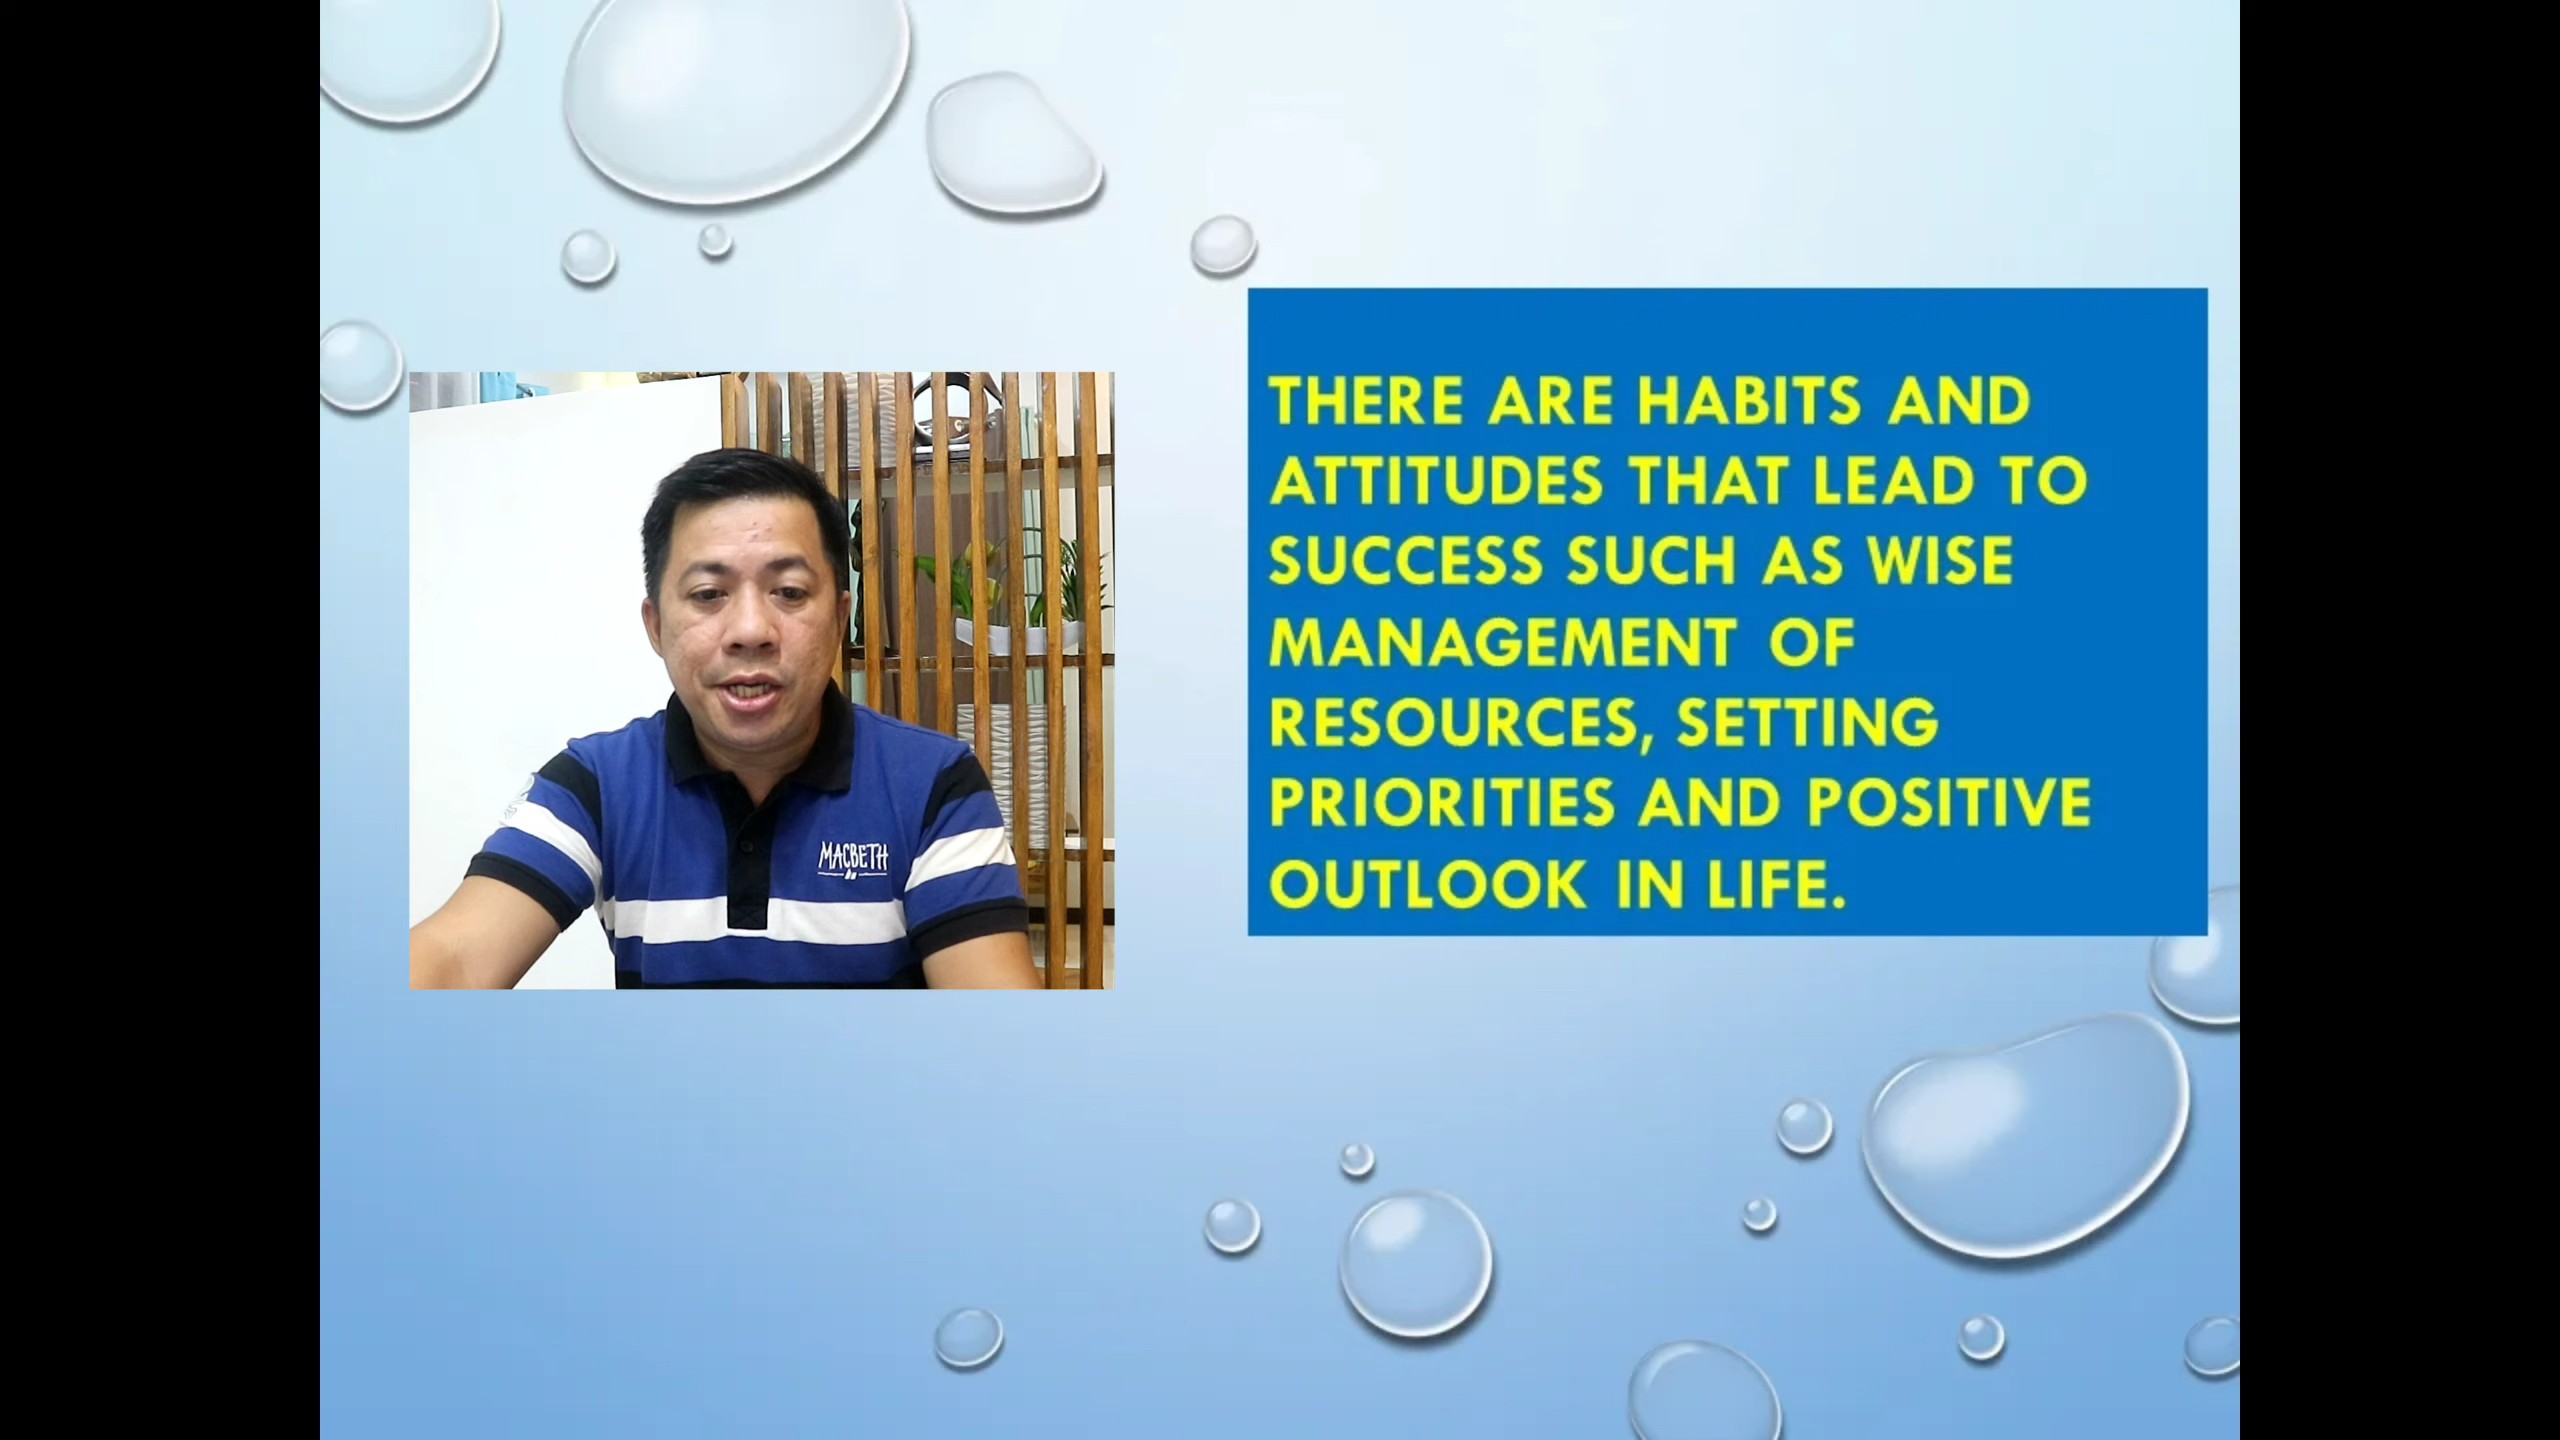 THERE ARE HABITS AND
ATTITUDES THAT LEAD TO
SUCCESS SUCH AS WISE
MANAGEMENT OF
RESOURCES, SETTING
PRIORITIES AND POSITIVE
OUTLOOK IN LIFE.
MACBETH